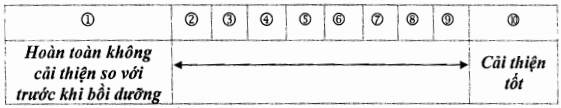 ① ② ③ ④ ⑤ ⑥ ⑦ ⑧ ⑨ ⑩
Hoàn toàn không
cải thiện so với
trước khi bồi dưỡng
Cải thiện
tốt